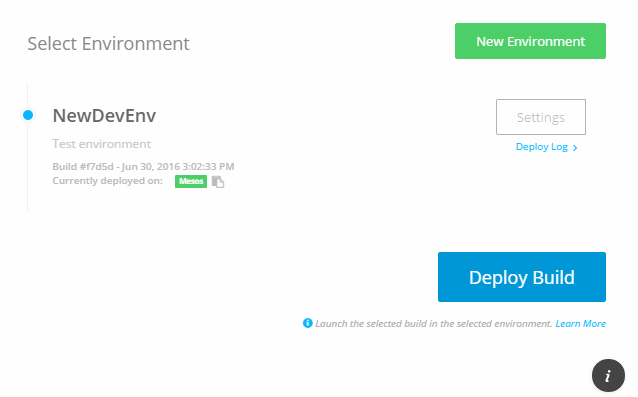 Select Environment
New Environment
NewDevEnv
Settings
Test environment
Deploy Log
Build #f7d5d - Jun 30, 2016 3:02:33 PM
Currently deployed on: Mesos
Deploy Build
i Launch the selected build in the selected environment. Learn More
i